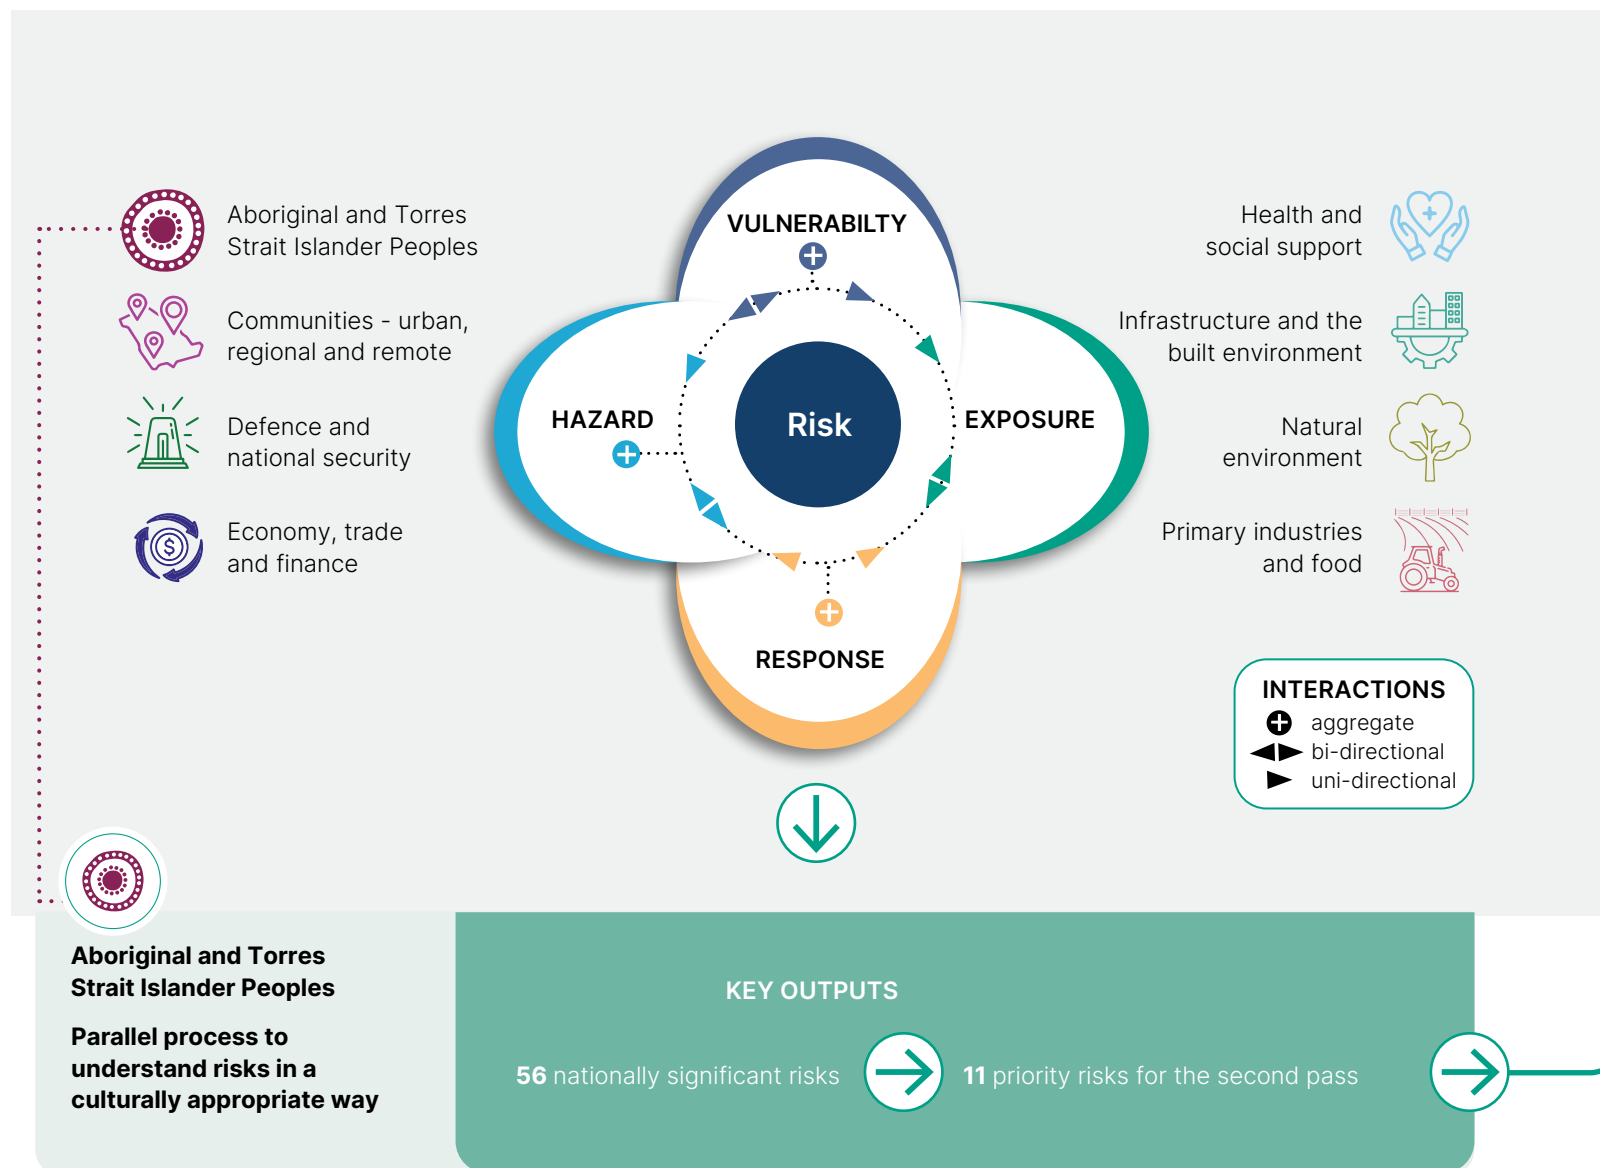 Aboriginal and Torres
Strait Islander Peoples
Communities - urban,
regional and remote
Defence and
national security
Economy, trade
and finance
VULNERABILTY
HAZARD
Risk
EXPOSURE
RESPONSE
Health and
social support
Infrastructure and the
built environment
Natural
environment
Primary industries
and food
INTERACTIONS
aggregate
bi-directional
uni-directional
Aboriginal and Torres
Strait Islander Peoples
Parallel process to
understand risks in a
culturally appropriate way
KEY OUTPUTS
56 nationally significant risks
11 priority risks for the second pass